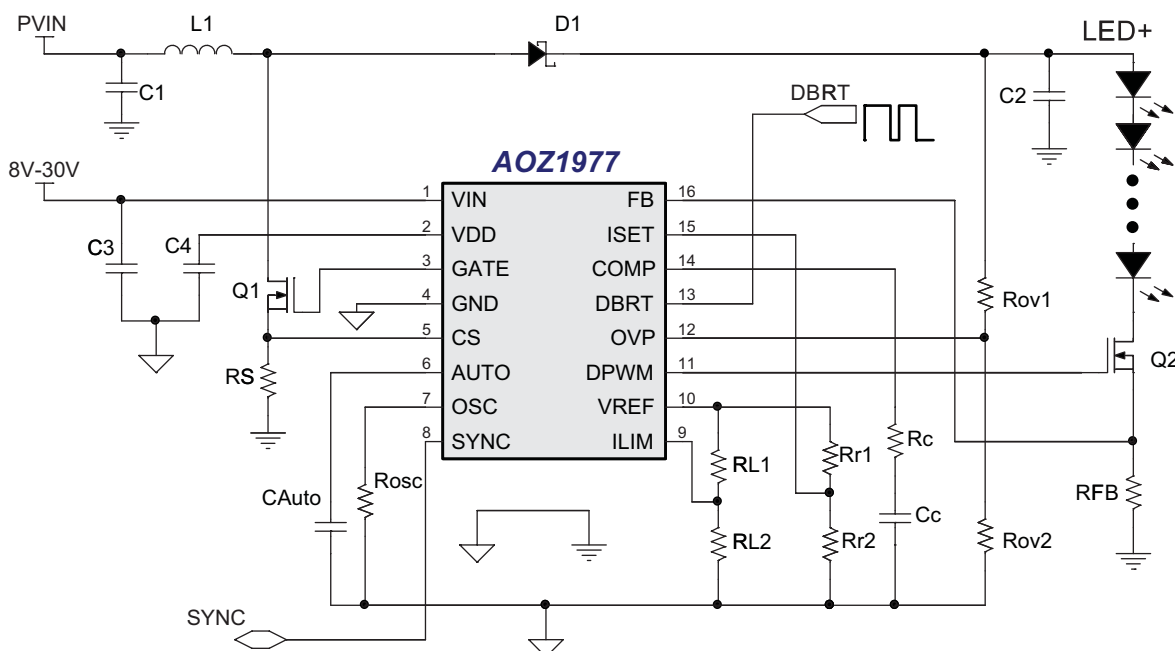 PVIN
L1
D1
LED+
C1
C2
DBRT
AOZ1977
8V-30V
1 VIN
FB 16
2 VDD
ISET 15
C3
C4
3 GATE
COMP 14
Q1
4 GND
DBRT 13
Rov1
5 CS
OVP 12
RS
6 AUTO
DPWM 11
Q2
7 OSC
VREF 10
8 SYNC
ILIM 9
Rc
Rr1
RL1
Rosc
CAuto
RFB
Cc
RL2
Rr2
Rov2
SYNC